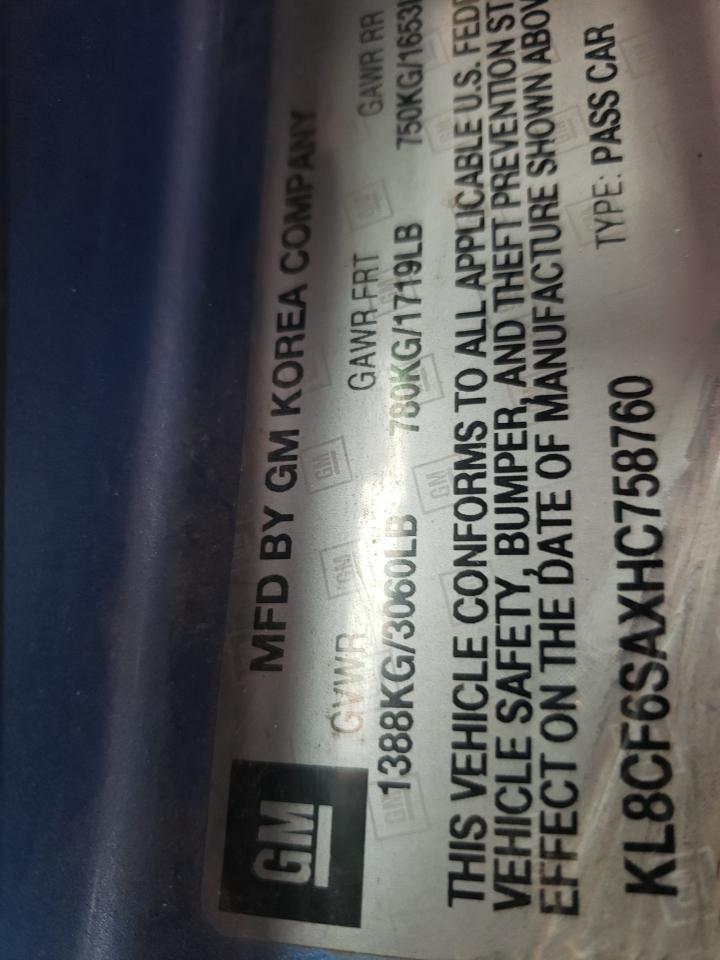 GM
MFD BY GM KOREA COMPANY
GVWR GAWR FRT GAWR RR
1388KG/3060LB 780KG/1719LB 750KG/1653
THIS VEHICLE CONFORMS TO ALL APPLICABLE U.S. FED
VEHICLE SAFETY, BUMPER, AND THEFT PREVENTION ST
EFFECT ON THE DATE OF MANUFACTURE SHOWN ABOV
KL8CF6SAXHC758760 TYPE: PASS CAR